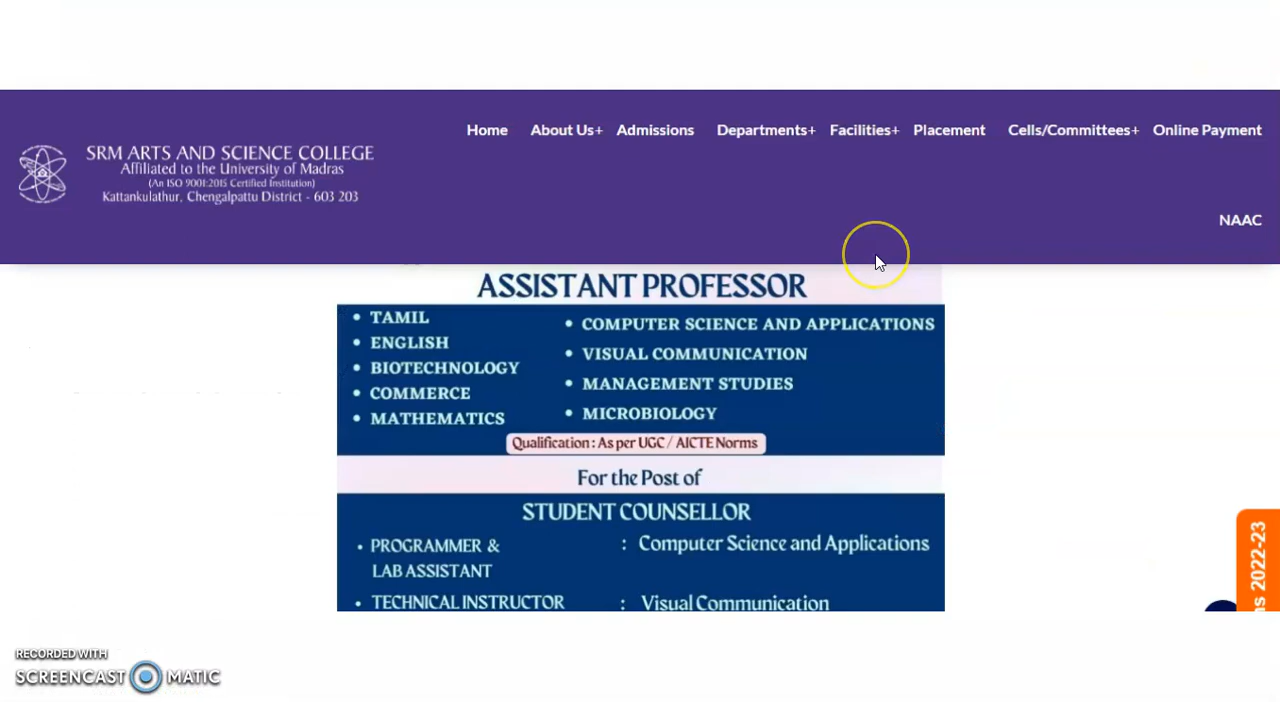 Home About Us+ Admissions Departments+ Facilities+ Placement Cells/Committees+ Online Payment
SRM ARTS AND SCIENCE COLLEGE
Affiliated to the University of Madras
(An ISO 9001:2015 Certified Institution)
Kattankulathur, Chengalpattu District - 603 203
NAAC
ASSISTANT PROFESSOR
• TAMIL
• ENGLISH
• BIOTECHNOLOGY
• COMMERCE
• MATHEMATICS
• COMPUTER SCIENCE AND APPLICATIONS
• VISUAL COMMUNICATION
• MANAGEMENT STUDIES
• MICROBIOLOGY
Qualification : As per UGC / AICTE Norms
For the Post of
STUDENT COUNSELLOR
• PROGRAMMER & : Computer Science and Applications
LAB ASSISTANT
• TECHNICAL INSTRUCTOR : Visual Communication
2022-23
RECORDED WITH
SCREENCAST MATIC